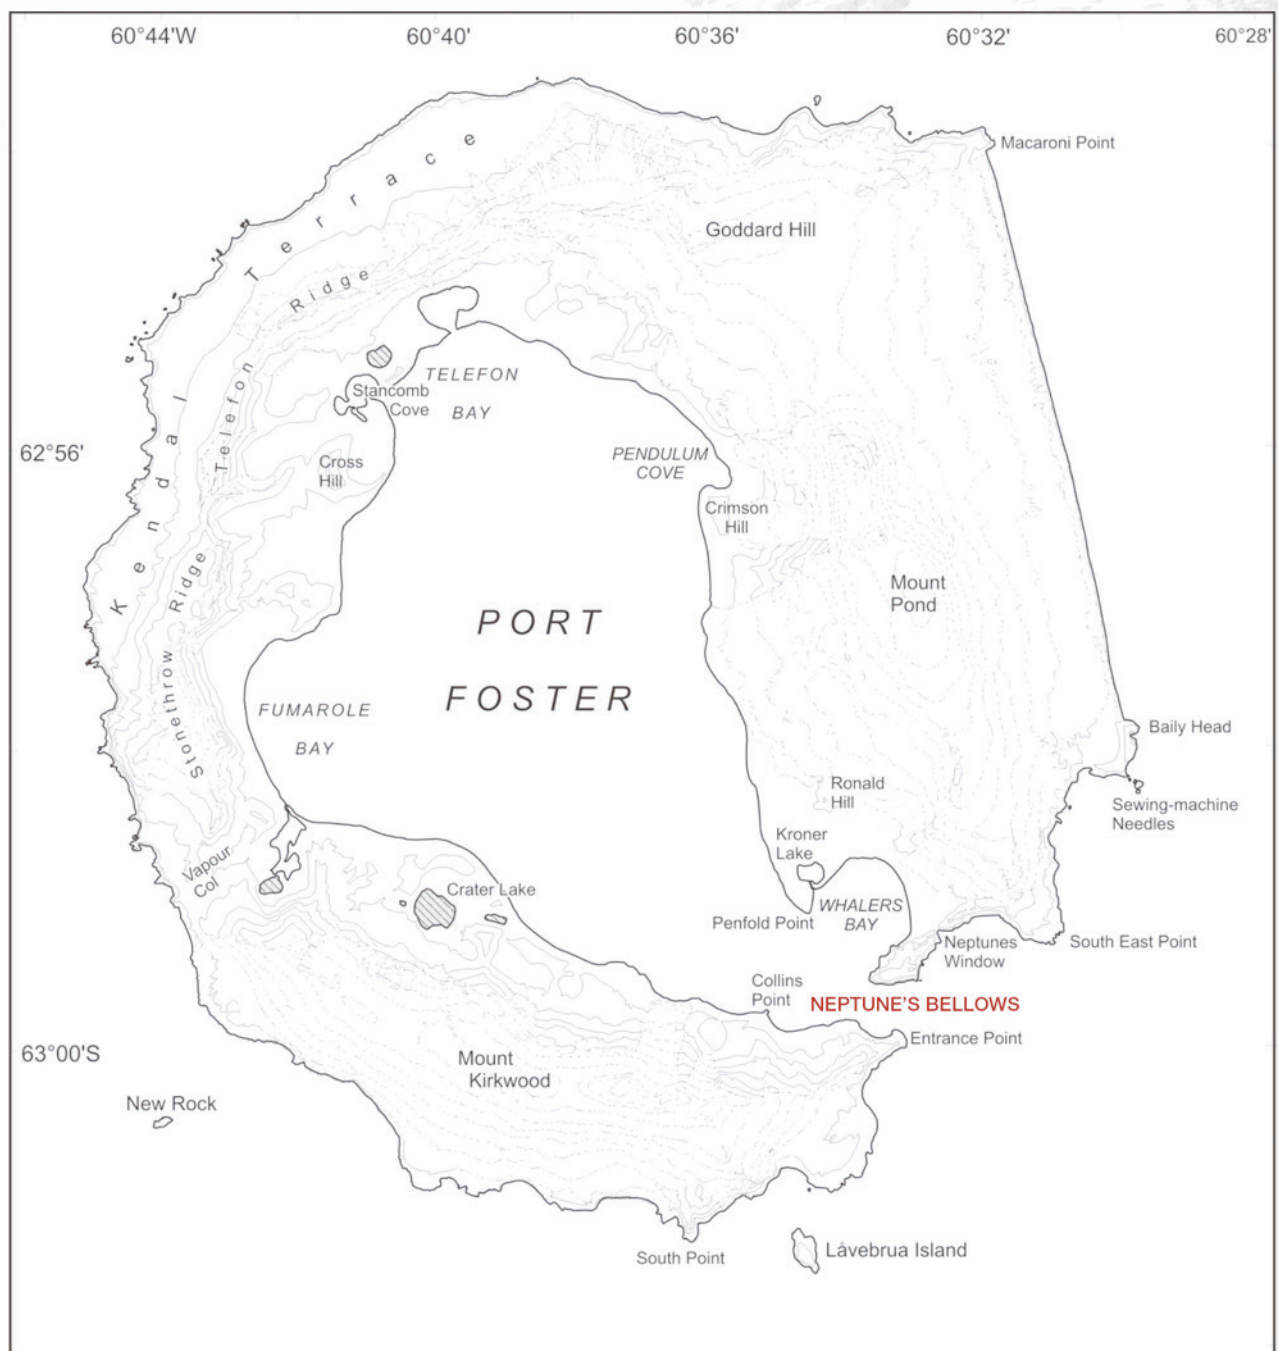 60°44'W 60°40' 60°36' 60°32' 60°28'
Macaroni Point
Kendall Terrace
Goddard Hill
Telefon Ridge
TELEFON
BAY
Stancomb
Cove
62°56'
Cross
Hill
PENDULUM
COVE
Crimson
Hill
Stonethrow Ridge
Mount
Pond
PORT
FOSTER
FUMAROLE
BAY
Baily Head
Ronald
Hill
Sewing-machine
Needles
Kroner
Lake
Vapour
Col
Crater Lake
WHALERS
BAY
Penfold Point
Neptunes
Window
South East Point
Collins
Point
NEPTUNE'S BELLOWS
Entrance Point
63°00'S
Mount
Kirkwood
New Rock
South Point
Låvebrua Island